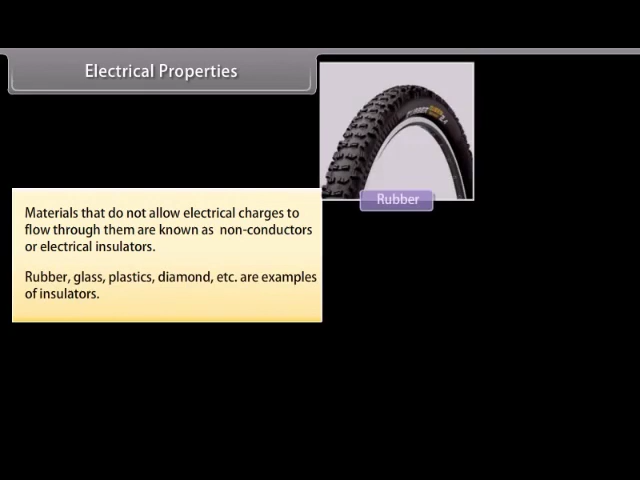 Electrical Properties
Rubber
Materials that do not allow electrical charges to
flow through them are known as non-conductors
or electrical insulators.
Rubber, glass, plastics, diamond, etc. are examples
of insulators.